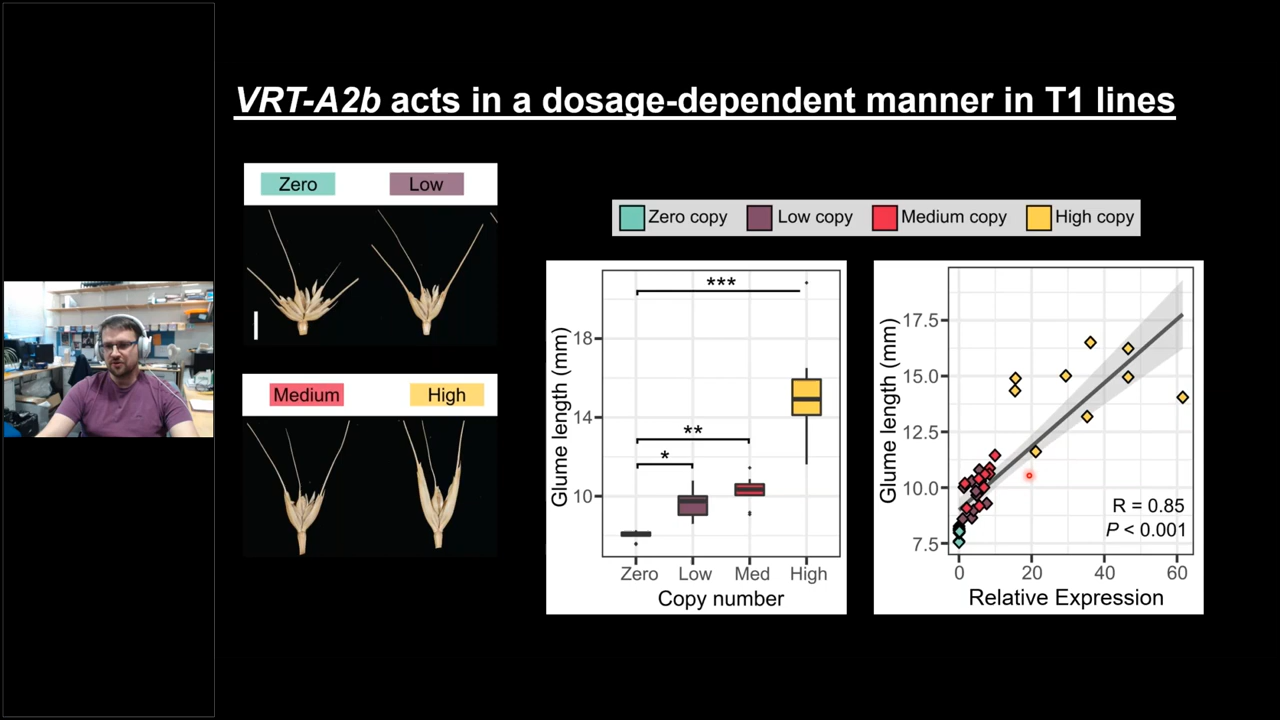 VRT-A2b acts in a dosage-dependent manner in T1 lines
Zero Low
Medium High
Zero copy Low copy Medium copy High copy
***
**
*
Glume length (mm)
18
14
10
Zero Low Med High
Copy number
Glume length (mm)
17.5
15.0
12.5
10.0
7.5
R = 0.85
P < 0.001
0 20 40 60
Relative Expression